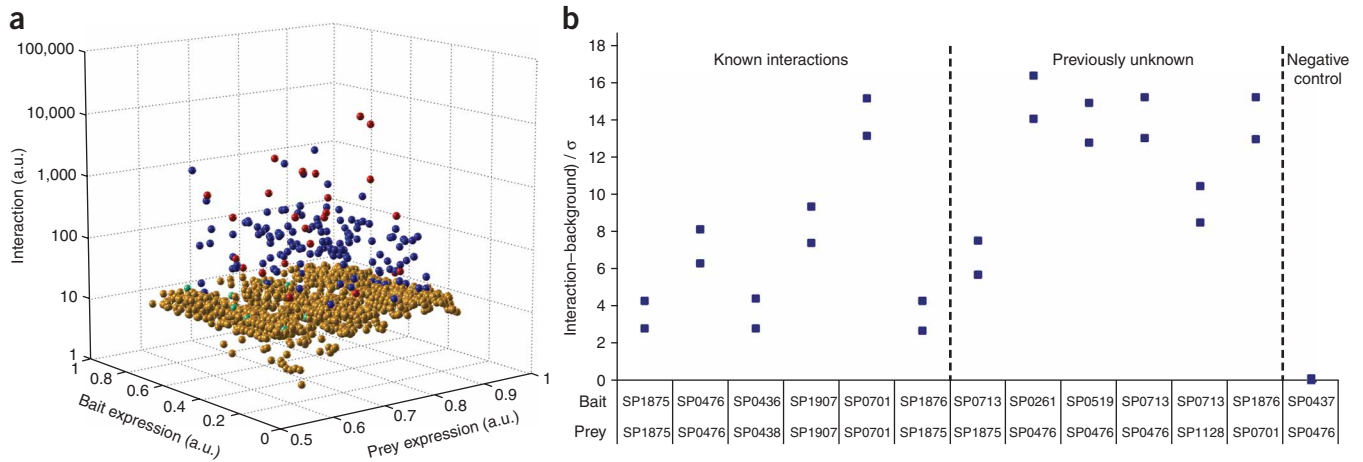 a
100,000
10,000
1,000
100
10
1
Interaction (a.u.)
1
0.8
0.6
0.4
0.2
0
Bait expression (a.u.)
0.5
0.6
0.7
0.8
0.9
1
Prey expression (a.u.)
b
18
16
14
12
10
8
6
4
2
0
Interaction–background) / σ
Known interactions
Previously unknown
Negative
control
Bait SP1875 SP0476 SP0436 SP1907 SP0701 SP1876 SP0713 SP0261 SP0519 SP0713 SP0713 SP1876 SP0437
Prey SP1875 SP0476 SP0438 SP1907 SP0701 SP1875 SP1875 SP0476 SP0476 SP0476 SP1128 SP0701 SP0476